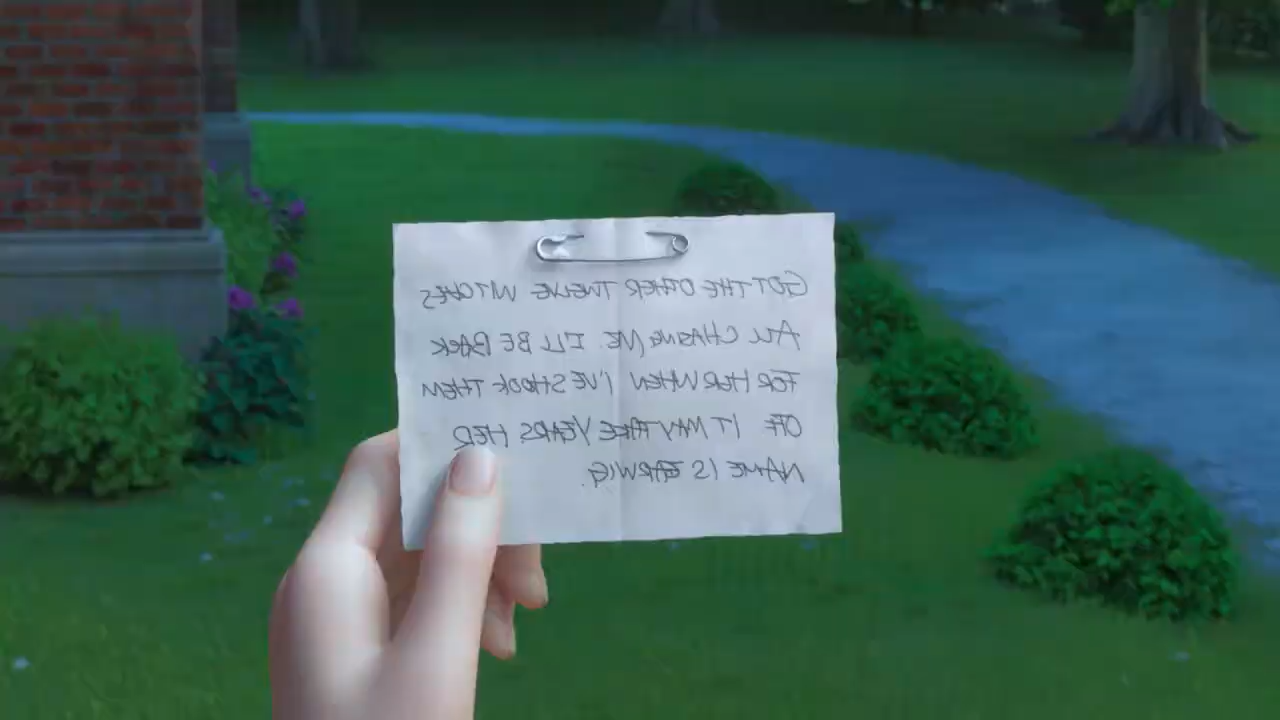 GOT THE OTHER TWELVE WITCHES
ALL CHASING ME. I'LL BE BACK
FOR HER WHEN I'VE SHOOK THEM
OFF IT MAY TAKE YEARS. HER
NAME IS EARWIG.